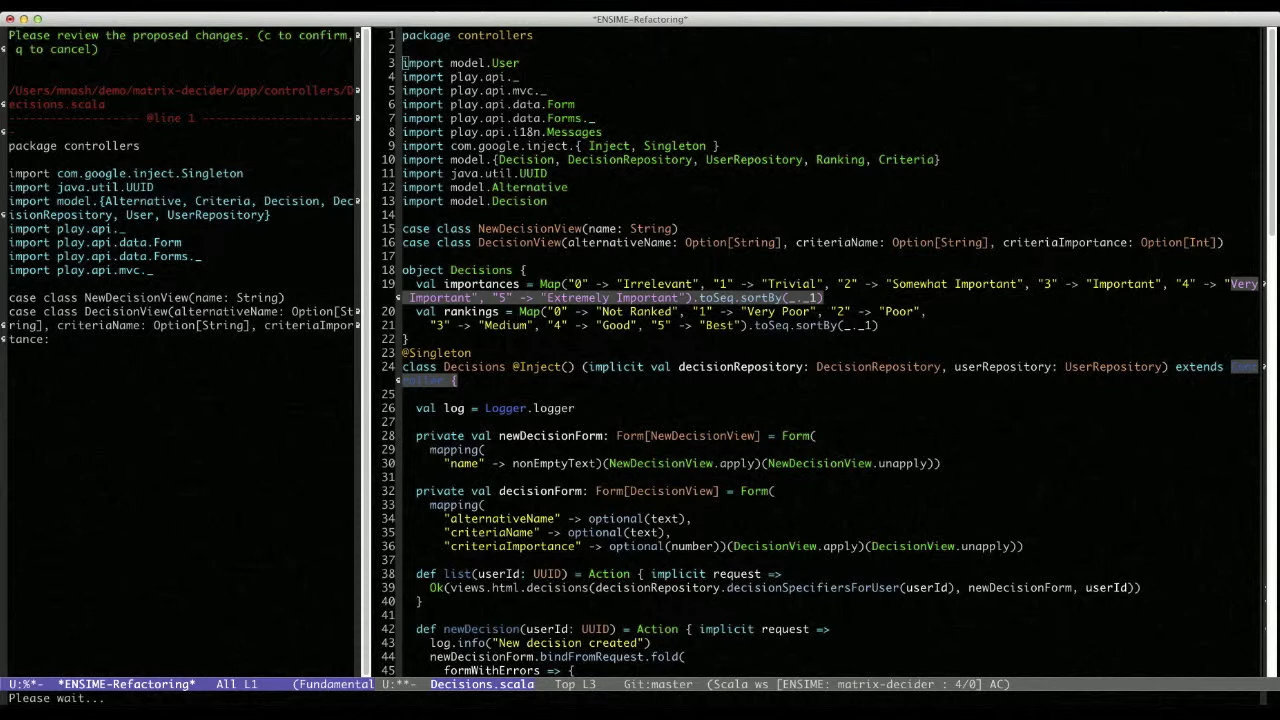 *ENSIME-Refactoring*
Please review the proposed changes. (c to confirm,
q to cancel)
/Users/mnash/demo/matrix-decider/app/controllers/D
ecisions.scala
------------------- @line 1 ----------------------
-
package controllers
import com.google.inject.Singleton
import java.util.UUID
import model.{Alternative, Criteria, Decision, Dec
isionRepository, User, UserRepository}
import play.api._
import play.api.data.Form
import play.api.data.Forms._
import play.api.mvc._
case class NewDecisionView(name: String)
case class DecisionView(alternativeName: Option[St
ring], criteriaName: Option[String], criteriaImpor
tance:
1 package controllers
2
3 import model.User
4 import play.api._
5 import play.api.mvc._
6 import play.api.data.Form
7 import play.api.data.Forms._
8 import play.api.i18n.Messages
9 import com.google.inject.{ Inject, Singleton }
10 import model.{Decision, DecisionRepository, UserRepository, Ranking, Criteria}
11 import java.util.UUID
12 import model.Alternative
13 import model.Decision
14
15 case class NewDecisionView(name: String)
16 case class DecisionView(alternativeName: Option[String], criteriaName: Option[String], criteriaImportance: Option[Int])
17
18 object Decisions {
19 val importances = Map("0" -> "Irrelevant", "1" -> "Trivial", "2" -> "Somewhat Important", "3" -> "Important", "4" -> "Very
Important", "5" -> "Extremely Important").toSeq.sortBy(_._1)
20 val rankings = Map("0" -> "Not Ranked", "1" -> "Very Poor", "2" -> "Poor",
21 "3" -> "Medium", "4" -> "Good", "5" -> "Best").toSeq.sortBy(_._1)
22 }
23 @Singleton
24 class Decisions @Inject() (implicit val decisionRepository: DecisionRepository, userRepository: UserRepository) extends Cont
roller {
25
26 val log = Logger.logger
27
28 private val newDecisionForm: Form[NewDecisionView] = Form(
29 mapping(
30 "name" -> nonEmptyText)(NewDecisionView.apply)(NewDecisionView.unapply))
31
32 private val decisionForm: Form[DecisionView] = Form(
33 mapping(
34 "alternativeName" -> optional(text),
35 "criteriaName" -> optional(text),
36 "criteriaImportance" -> optional(number))(DecisionView.apply)(DecisionView.unapply))
37
38 def list(userId: UUID) = Action { implicit request =>
39 Ok(views.html.decisions(decisionRepository.decisionSpecifiersForUser(userId), newDecisionForm, userId))
40 }
41
42 def newDecision(userId: UUID) = Action { implicit request =>
43 log.info("New decision created")
44 newDecisionForm.bindFromRequest.fold(
45 formWithErrors => {
U:%*- *ENSIME-Refactoring* All L1 (Fundamental U:**- Decisions.scala Top L3 Git:master (Scala ws [ENSIME: matrix-decider : 4/0] AC)
Please wait...